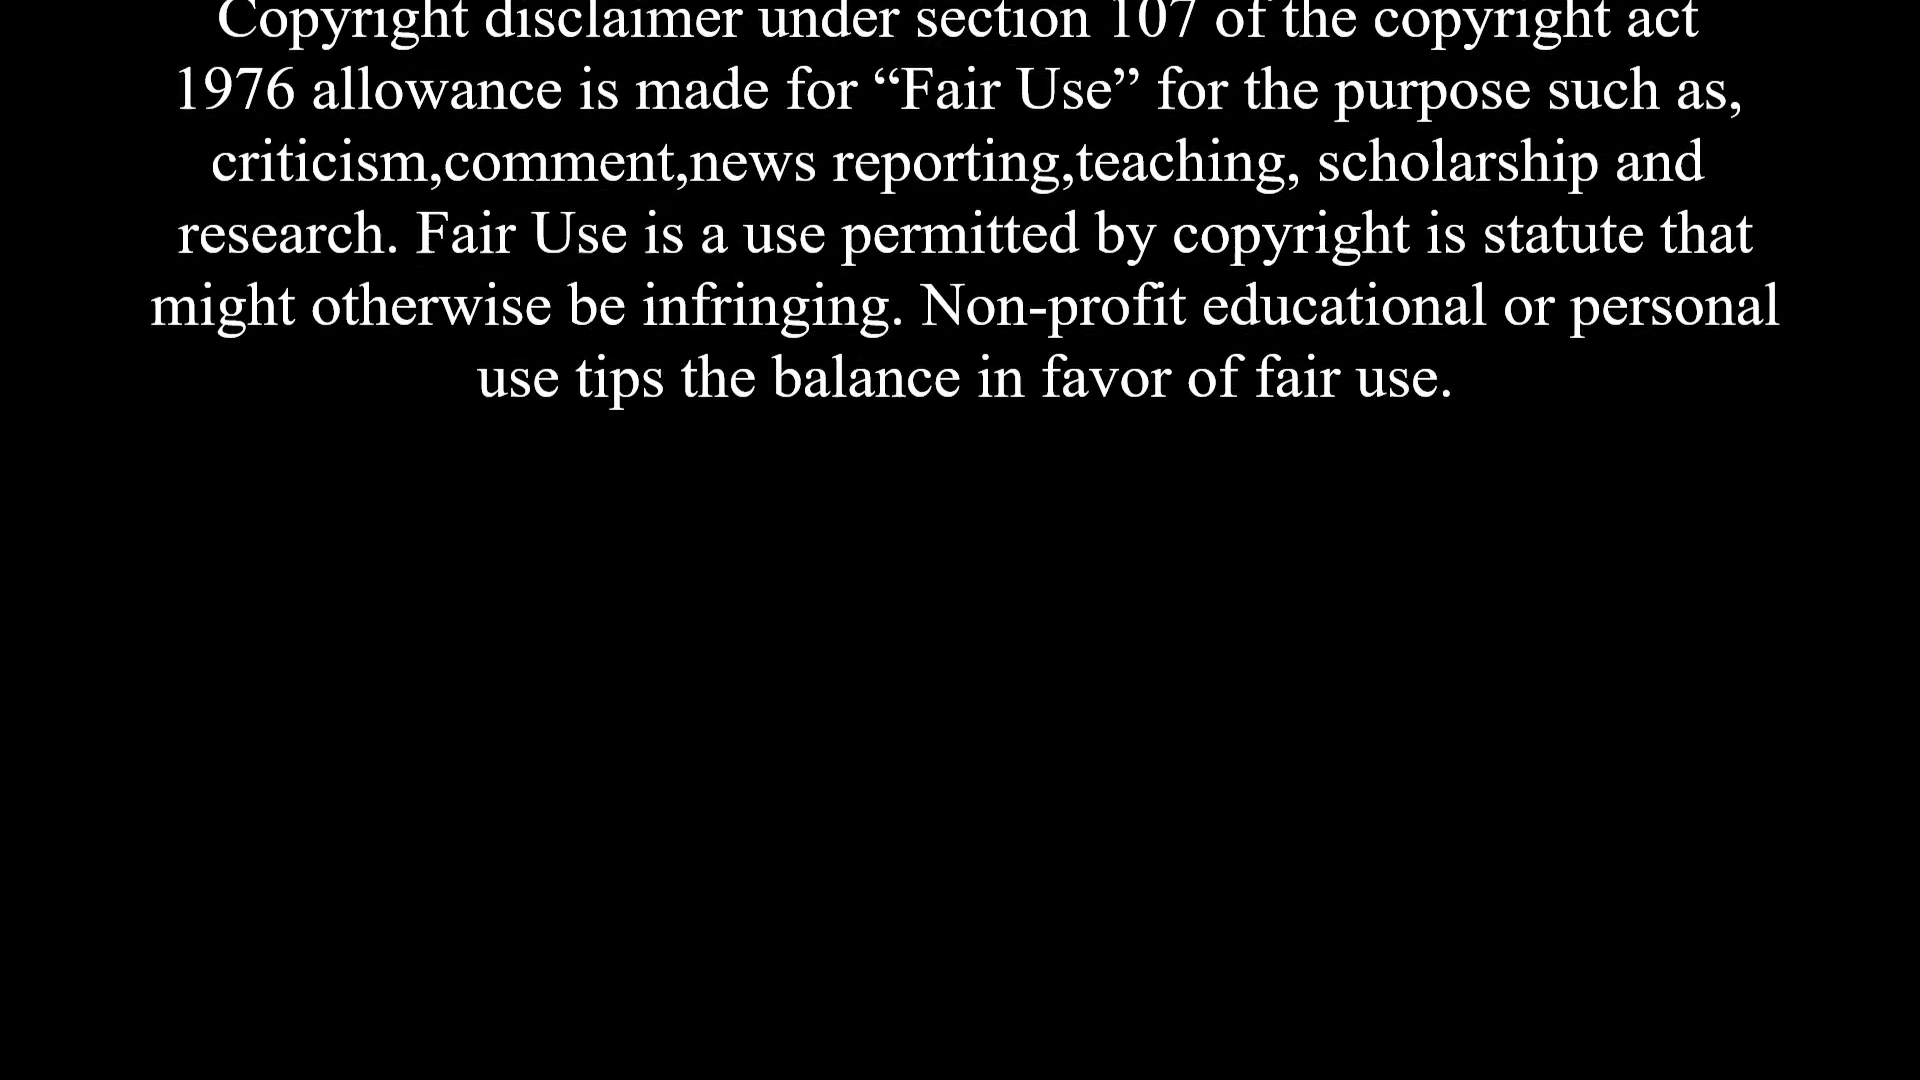 Copyright disclaimer under section 107 of the copyright act
1976 allowance is made for “Fair Use” for the purpose such as,
criticism,comment,news reporting,teaching, scholarship and
research. Fair Use is a use permitted by copyright is statute that
might otherwise be infringing. Non-profit educational or personal
use tips the balance in favor of fair use.